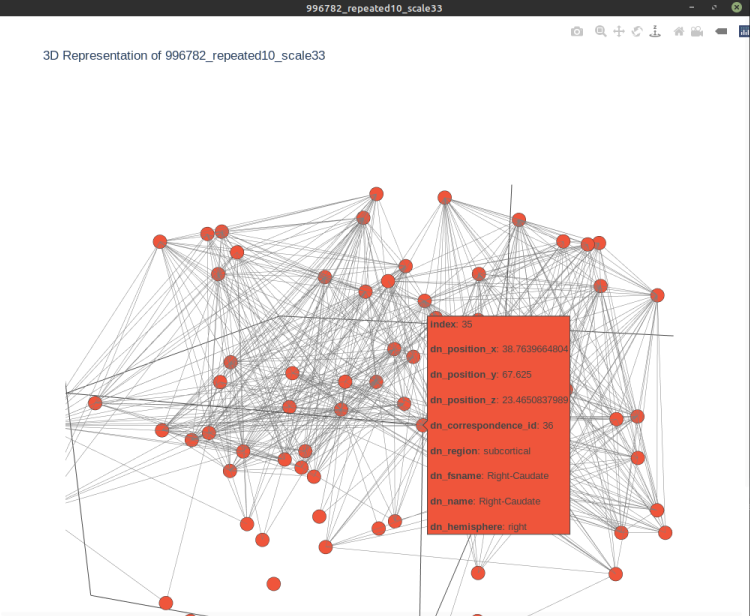 996782_repeated10_scale33
3D Representation of 996782_repeated10_scale33
index: 35
dn_position_x: 38.7639664804
dn_position_y: 67.625
dn_position_z: 23.4650837989
dn_correspondence_id: 36
dn_region: subcortical
dn_fsname: Right-Caudate
dn_name: Right-Caudate
dn_hemisphere: right